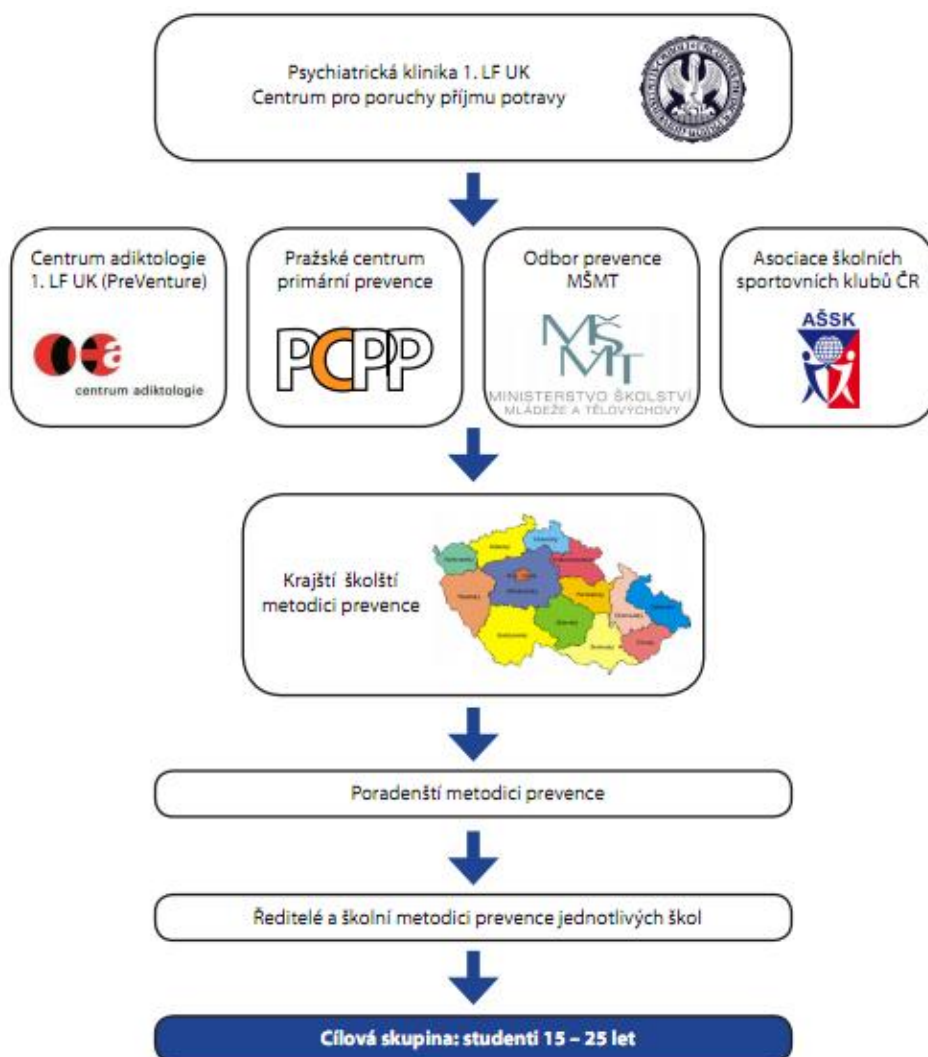 Psychiatrická klinika 1. LF UK
Centrum pro poruchy příjmu potravy
Centrum adiktologie
1. LF UK (PreVenture)
ca
centrum adiktologie
Pražské centrum
primární prevence
PCPP
Odbor prevence
MŠMT
MŠMT
MINISTERSTVO ŠKOLSTVÍ
MLÁDEŽE A TĚLOVÝCHOVY
Asociace školních
sportovních klubů ČR
AŠSK
Krajští školští
metodici prevence
Poradenští metodici prevence
Ředitelé a školní metodici prevence jednotlivých škol
Cílová skupina: studenti 15 – 25 let